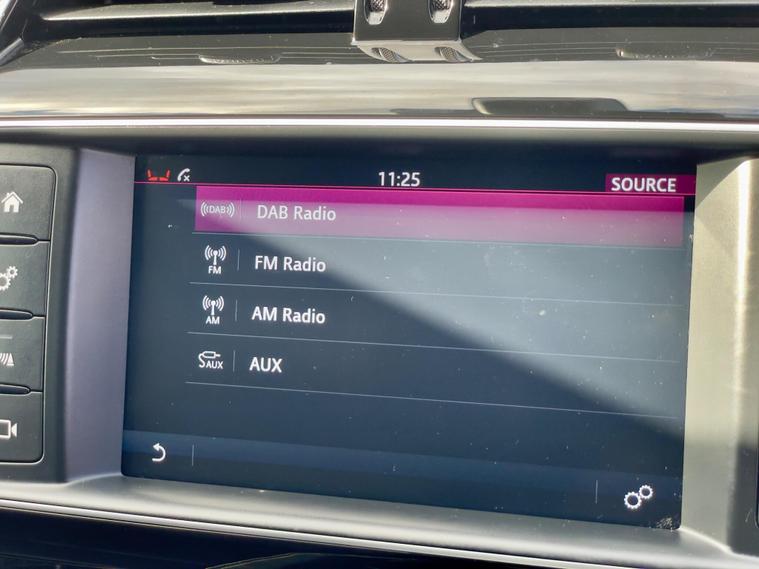 11:25
SOURCE
DAB
DAB Radio
FM
FM Radio
AM
AM Radio
AUX
AUX